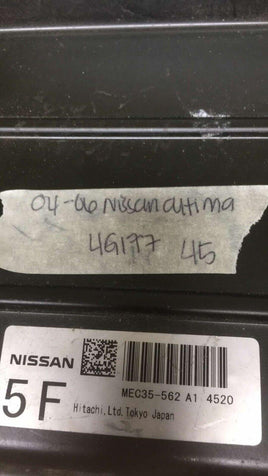 04-06 Nissan altima
4G177 45
NISSAN
MEC35-562 A1 4520
5F
Hitachi,Ltd.Tokyo Japan